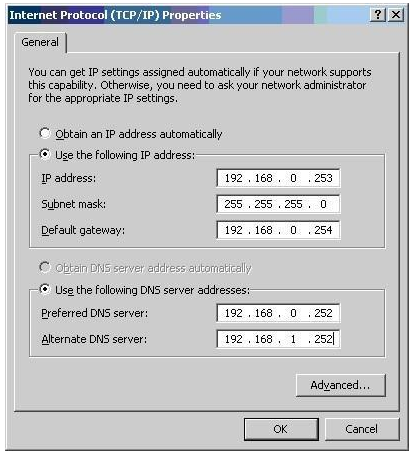 Internet Protocol (TCP/IP) Properties
General
You can get IP settings assigned automatically if your network supports
this capability. Otherwise, you need to ask your network administrator
for the appropriate IP settings.
Obtain an IP address automatically
Use the following IP address:
IP address: 192 . 168 . 0 . 253
Subnet mask: 255 . 255 . 255 . 0
Default gateway: 192 . 168 . 0 . 254
Obtain DNS server address automatically
Use the following DNS server addresses:
Preferred DNS server: 192 . 168 . 0 . 252
Alternate DNS server: 192 . 168 . 1 . 252
Advanced...
OK Cancel